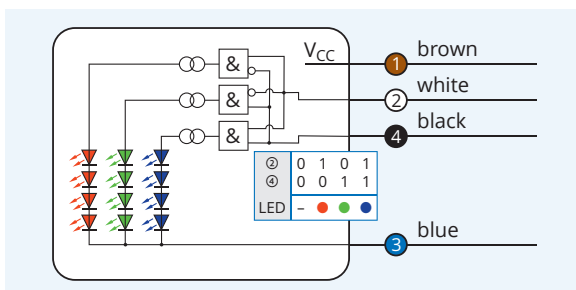 V_CC
1 brown
& 
2 white
&
4 black
&
② 0 1 0 1
④ 0 0 1 1
LED –
3 blue